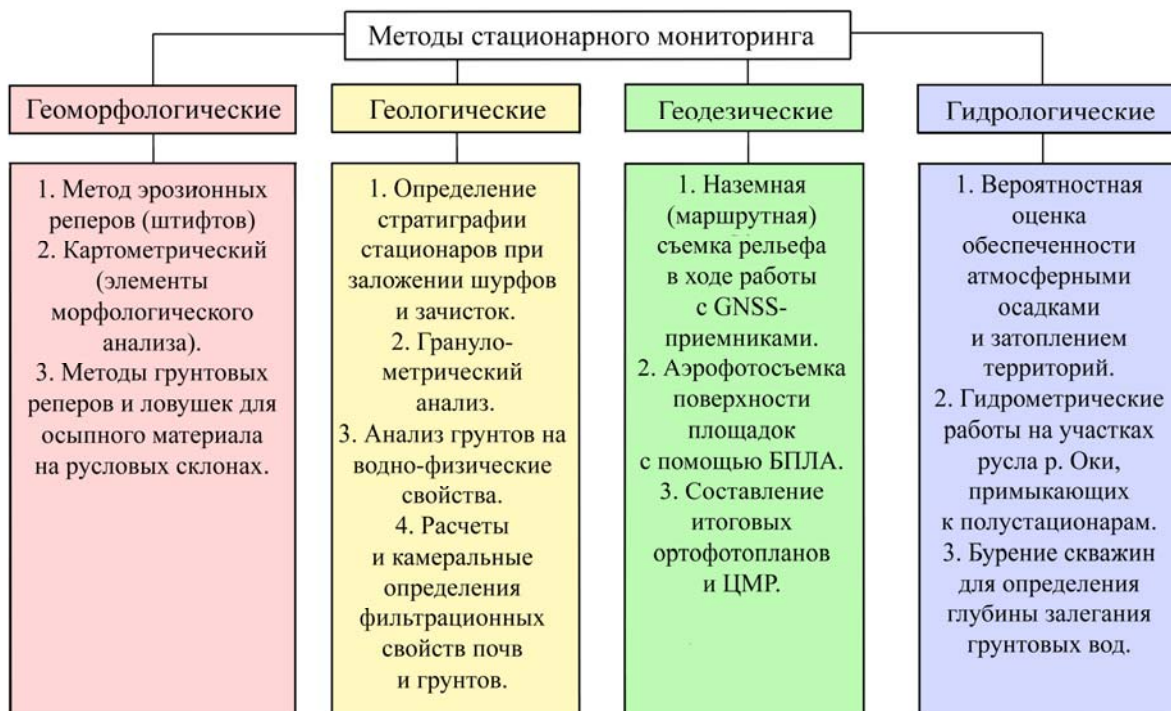 Методы стационарного мониторинга
Геоморфологические
1. Метод эрозионных
реперов (штифтов)
2. Картометрический
(элементы
морфологического
анализа).
3. Методы грунтовых
реперов и ловушек для
осыпного материала
на русловых склонах.
Геологические
1. Определение
стратиграфии
стационаров при
заложении шурфов
и зачисток.
2. Грануло-
метрический
анализ.
3. Анализ грунтов на
водно-физические
свойства.
4. Расчеты
и камеральные
определения
фильтрационных
свойств почв
и грунтов.
Геодезические
1. Наземная
(маршрутная)
съемка рельефа
в ходе работы
с GNSS-
приемниками.
2. Аэрофотосъемка
поверхности
площадок
с помощью БПЛА.
3. Составление
итоговых
ортофотопланов
и ЦМР.
Гидрологические
1. Вероятностная
оценка
обеспеченности
атмосферными
осадками
и затоплением
территорий.
2. Гидрометрические
работы на участках
русла р. Оки,
примыкающих
к полустационарам.
3. Бурение скважин
для определения
глубины залегания
грунтовых вод.